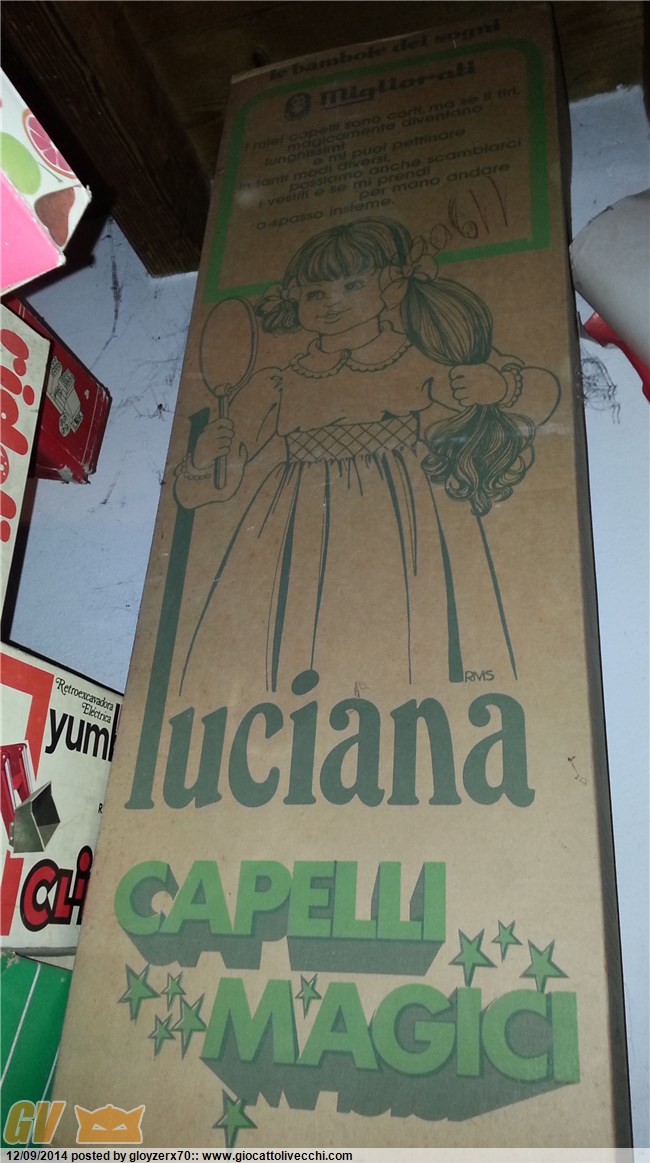 le bambole dei sogni
Migliorati
I miei capelli sono corti, ma se li tiri,
magicamente diventano
lunghissimi
e mi puoi pettinare
in tanti modi diversi,
possiamo anche scambiarci
i vestiti e se mi prendi
per mano andare
a spasso insieme.
RMS
luciana
CAPELLI
MAGICI
Retroexcavadora
Eléctrica
yum
CLi
GV
12/09/2014 posted by gloyzerx70:: www.giocattolivecchi.com